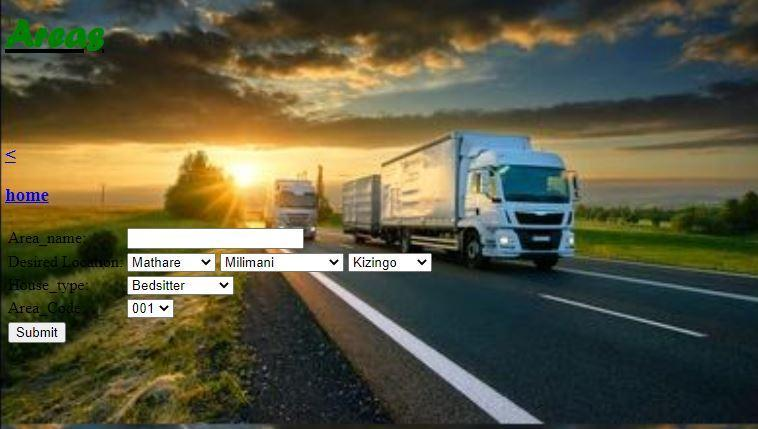 Areas
<
home
Area_name:
Desired Location: Mathare Milimani Kizingo
House_type: Bedsitter
Area_Code: 001
Submit